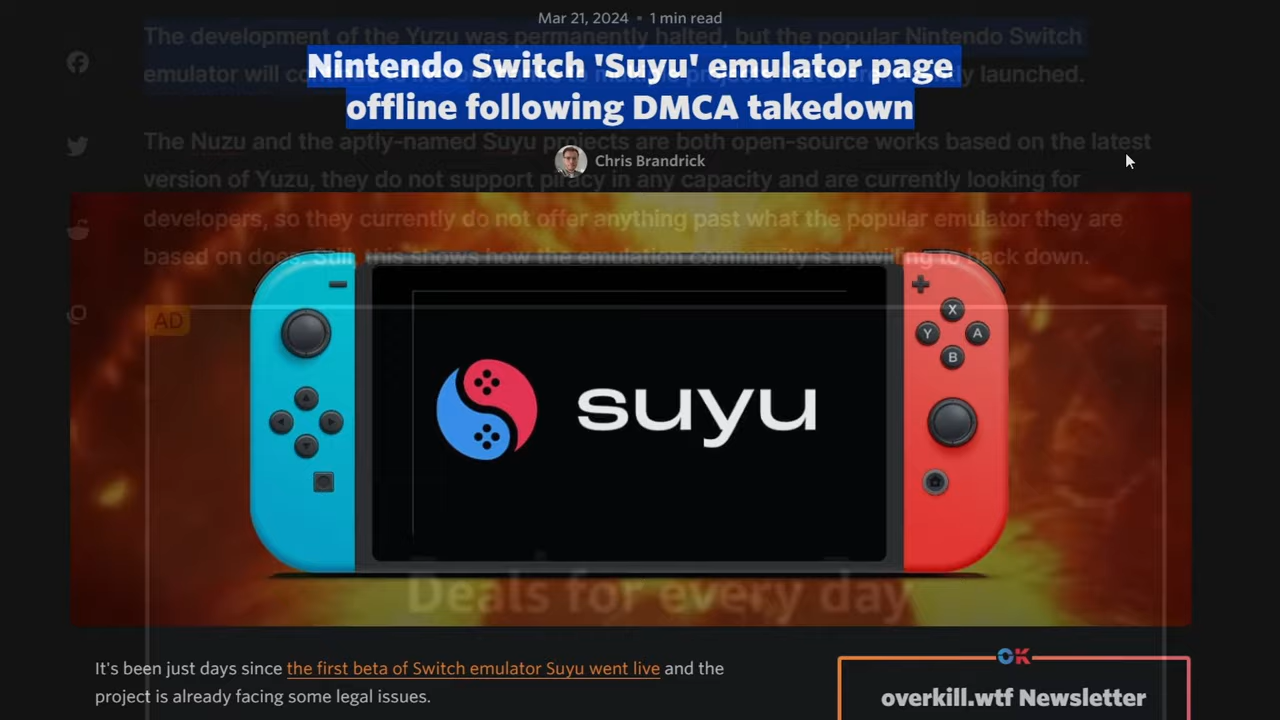 Mar 21, 2024 • 1 min read
The development of the Yuzu was permanently halted, but the popular Nintendo Switch
Nintendo Switch 'Suyu' emulator page
emulator will launched.
offline following DMCA takedown
The Nuzu and the aptly-named Suyu projects are both open-source works based on the latest
Chris Brandrick
version of Yuzu, they do not support piracy in any capacity and are currently looking for
developers, so they currently do not offer anything past what the popular emulator they are
based on does. Still, this shows how the emulation community is unwilling to back down.
AD
X
Y A
B
suyu
Deals for every day
It's been just days since the first beta of Switch emulator Suyu went live and the
project is already facing some legal issues.
OK
overkill.wtf Newsletter